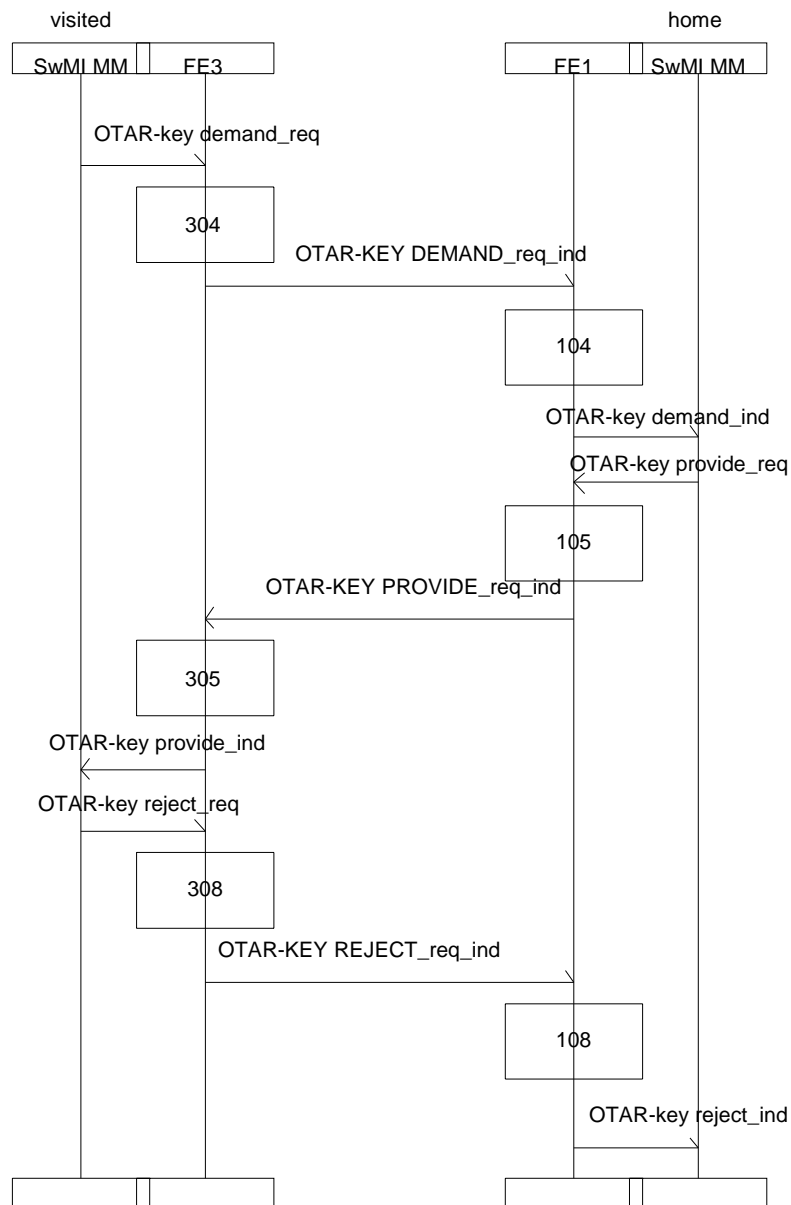 visited
home
SwMI MM
FE3
FE1
SwMI MM
OTAR-key demand_req
304
OTAR-KEY DEMAND_req_ind
104
OTAR-key demand_ind
OTAR-key provide_req
105
OTAR-KEY PROVIDE_req_ind
305
OTAR-key provide_ind
OTAR-key reject_req
308
OTAR-KEY REJECT_req_ind
108
OTAR-key reject_ind